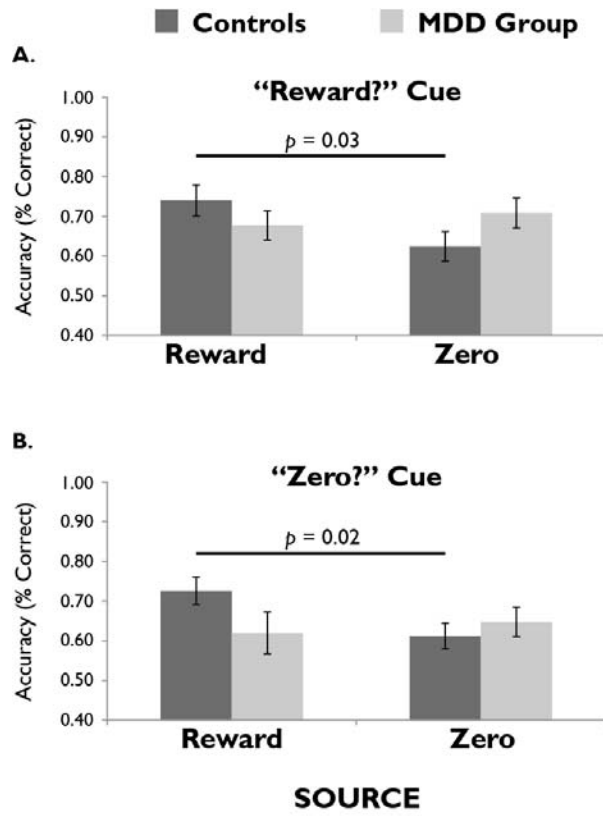 Controls MDD Group
A.
"Reward?" Cue
p = 0.03
Accuracy (% Correct)
1.00
0.90
0.80
0.70
0.60
0.50
0.40
Reward Zero
B.
"Zero?" Cue
p = 0.02
Accuracy (% Correct)
1.00
0.90
0.80
0.70
0.60
0.50
0.40
Reward Zero
SOURCE